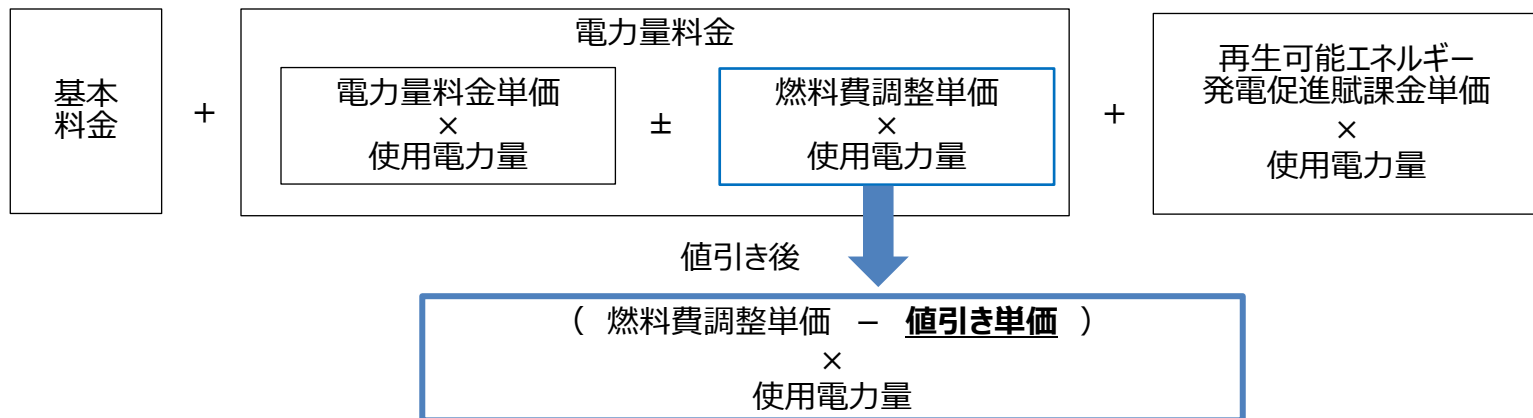 基本
料金
+
電力量料金
電力量料金単価
×
使用電力量
±
燃料費調整単価
×
使用電力量
+
再生可能エネルギー
発電促進賦課金単価
×
使用電力量
値引き後
( 燃料費調整単価 − 値引き単価 )
×
使用電力量